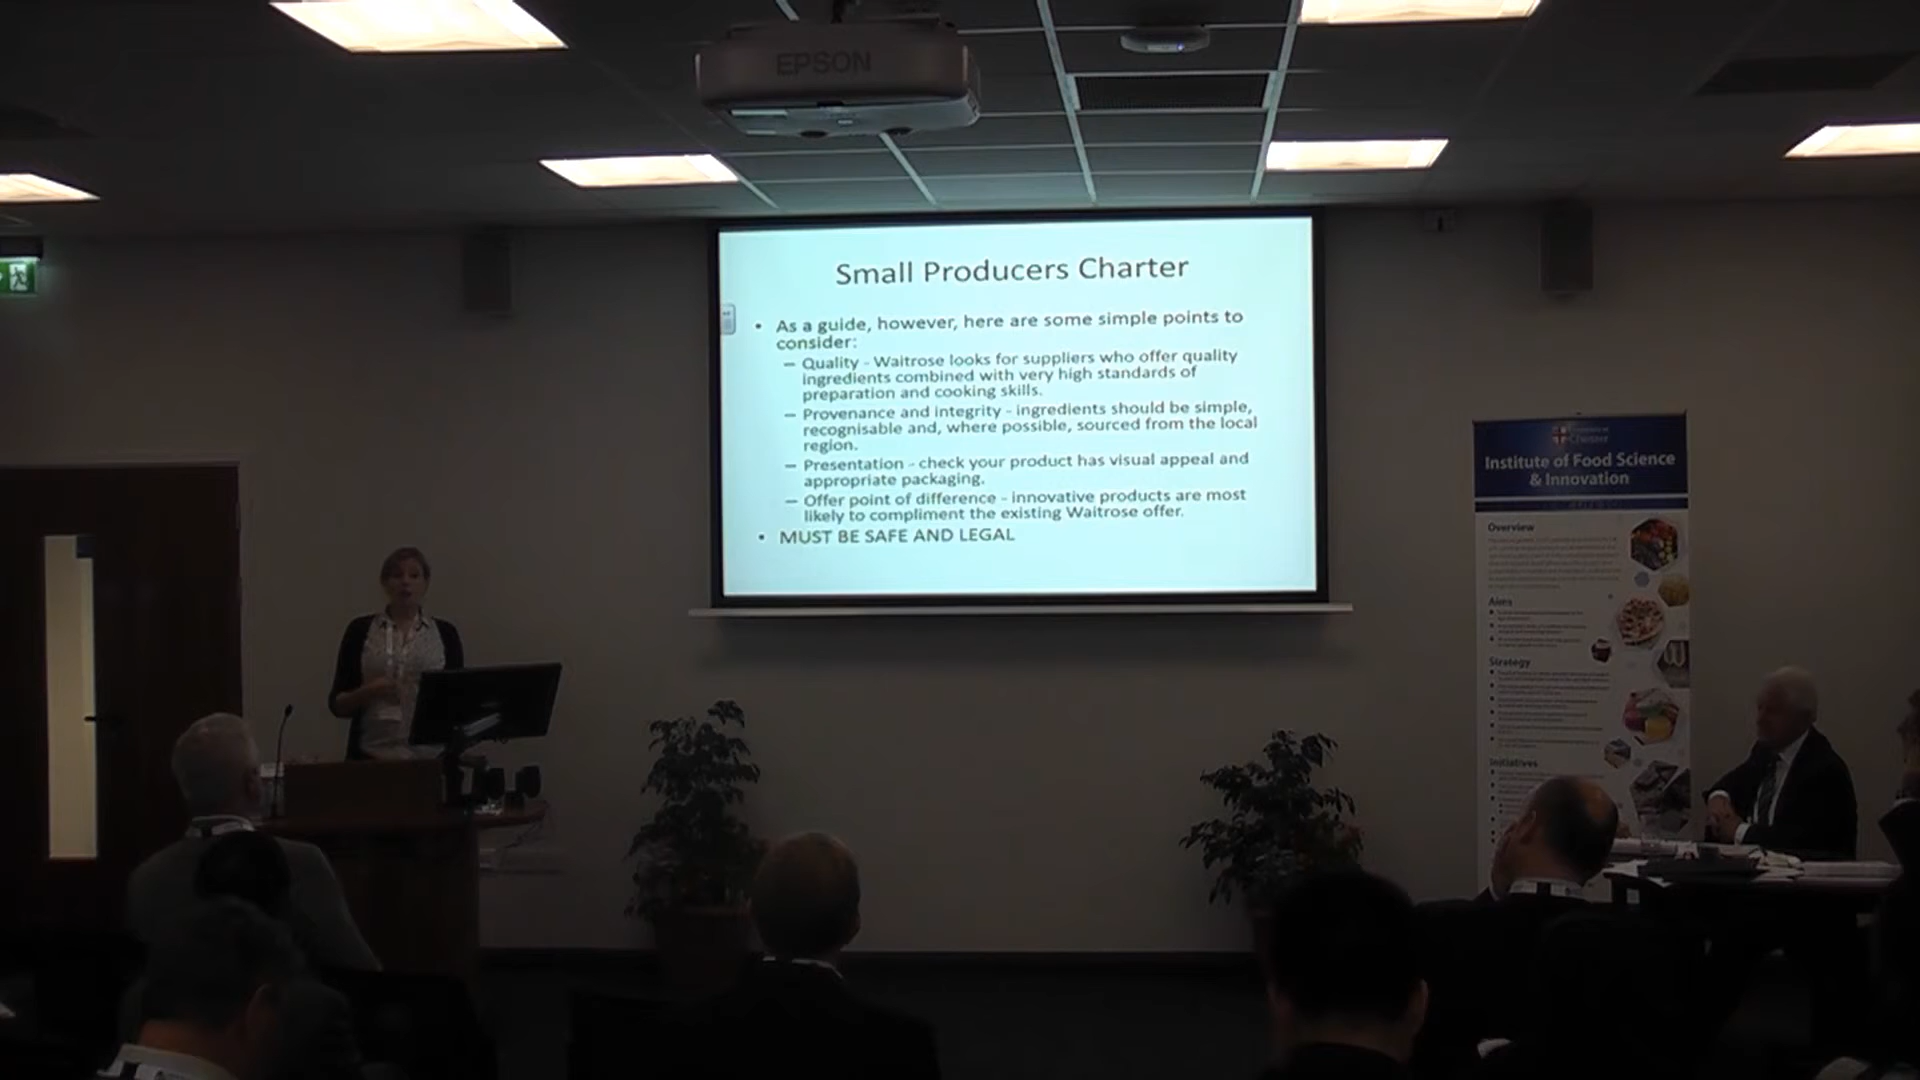 EPSON
Small Producers Charter
• As a guide, however, here are some simple points to
consider:
– Quality - Waitrose looks for suppliers who offer quality
ingredients combined with very high standards of
preparation and cooking skills.
– Provenance and integrity - ingredients should be simple,
recognisable and, where possible, sourced from the local
region.
– Presentation - check your product has visual appeal and
appropriate packaging.
– Offer point of difference - innovative products are most
likely to compliment the existing Waitrose offer.
• MUST BE SAFE AND LEGAL
Chester
Institute of Food Science
& Innovation
Overview
Aims
Strategy
Initiatives